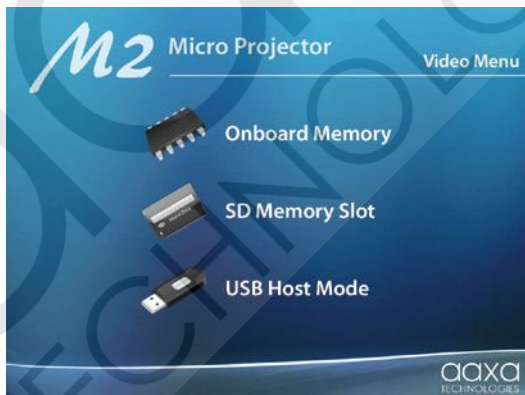 M2 Micro Projector
Video Menu
Onboard Memory
SD Memory Slot
USB Host Mode
aaxa
TECHNOLOGIES